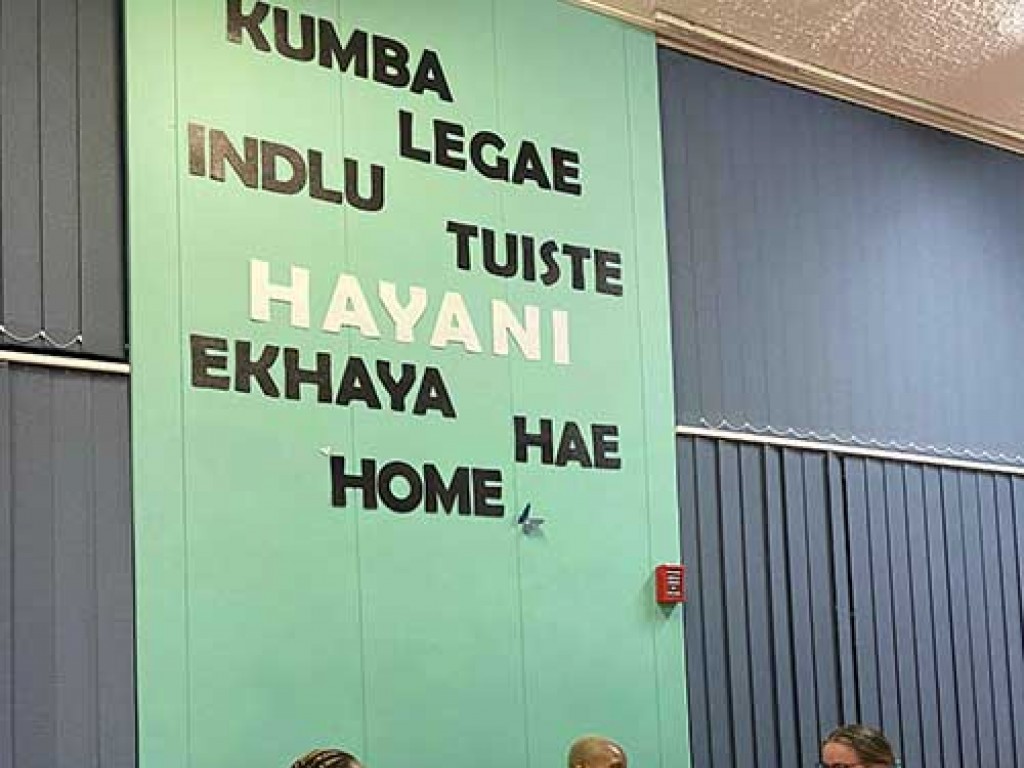 KUMBA
LEGAE
INDLU
TUISTE
HAYANI
EKHAYA
HAE
HOME